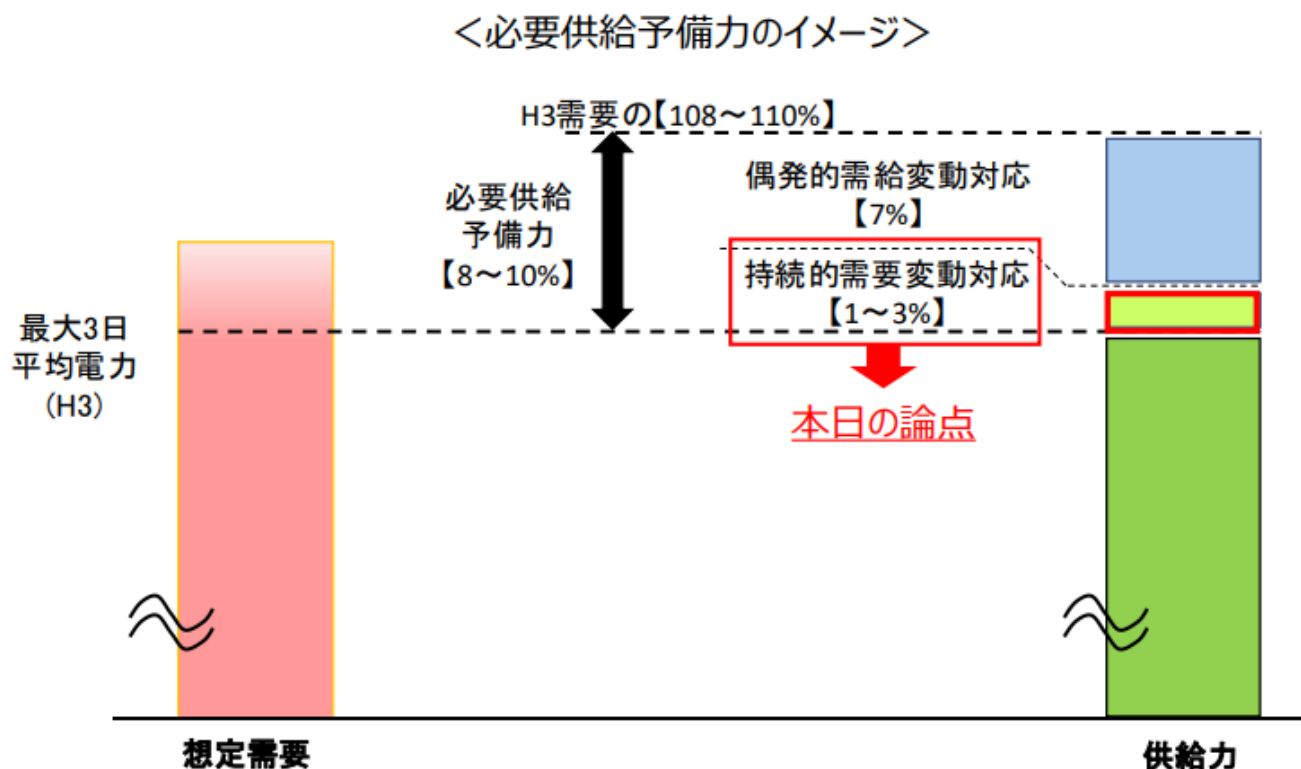 ＜必要供給予備力のイメージ＞
H3需要の【108～110%】
必要供給
予備力
【8～10%】
偶発的需給変動対応
【7%】
持続的需要変動対応
【1～3%】
最大3日
平均電力
（H3）
本日の論点
想定需要
供給力